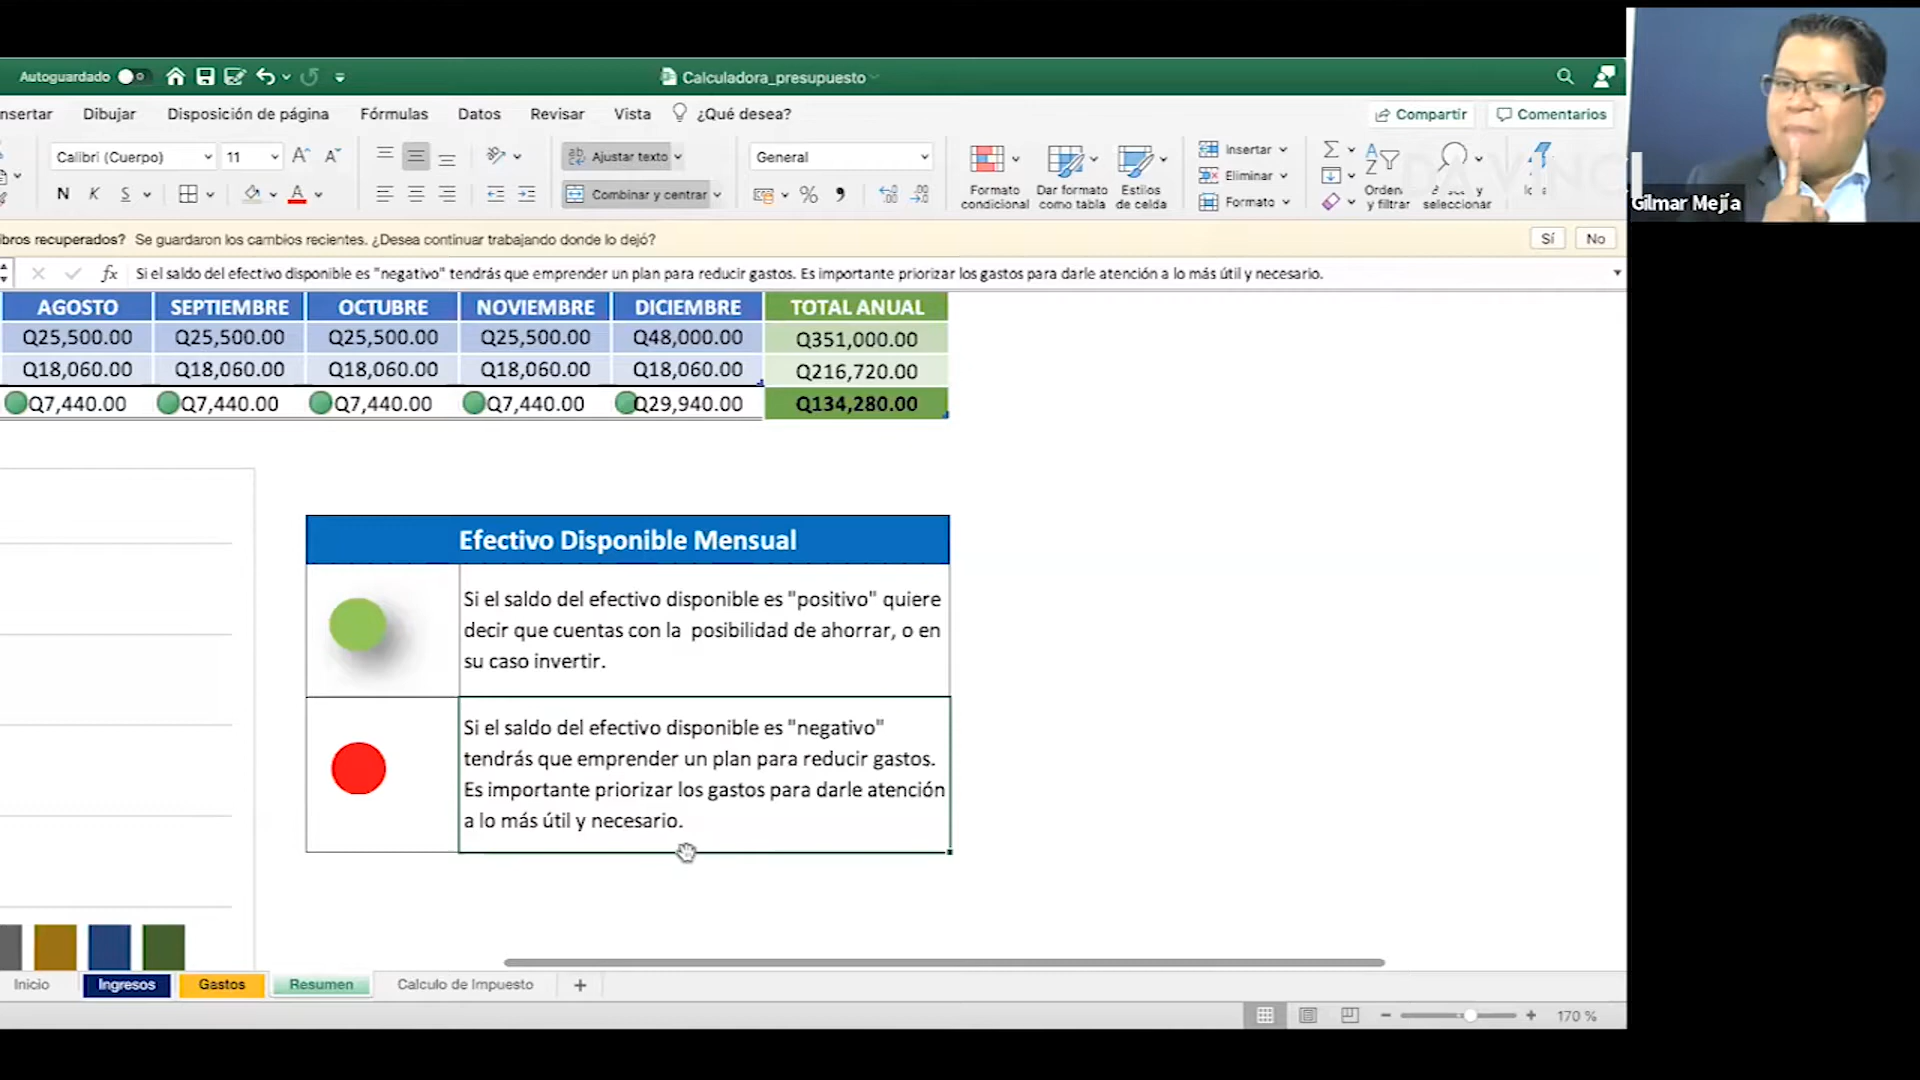 Autoguardado
Calculadora_presupuesto
nsertar Dibujar Disposición de página Fórmulas Datos Revisar Vista ¿Qué desea?
Compartir Comentarios
Calibri (Cuerpo) 11
Ajustar texto
General
N K S
Combinar y centrar
Formato condicional
Dar formato como tabla
Estilos de celda
Insertar
Eliminar
Formato
Orden
y filtrar
y
seleccionar
DA VINCI
Gilmar Mejía
ibros recuperados? Se guardaron los cambios recientes. ¿Desea continuar trabajando donde lo dejó?
Sí No
fx Si el saldo del efectivo disponible es "negativo" tendrás que emprender un plan para reducir gastos. Es importante priorizar los gastos para darle atención a lo más útil y necesario.
AGOSTO SEPTIEMBRE OCTUBRE NOVIEMBRE DICIEMBRE TOTAL ANUAL
Q25,500.00 Q25,500.00 Q25,500.00 Q25,500.00 Q48,000.00 Q351,000.00
Q18,060.00 Q18,060.00 Q18,060.00 Q18,060.00 Q18,060.00 Q216,720.00
Q7,440.00 Q7,440.00 Q7,440.00 Q7,440.00 Q29,940.00 Q134,280.00
Efectivo Disponible Mensual
Si el saldo del efectivo disponible es "positivo" quiere
decir que cuentas con la posibilidad de ahorrar, o en
su caso invertir.
Si el saldo del efectivo disponible es "negativo"
tendrás que emprender un plan para reducir gastos.
Es importante priorizar los gastos para darle atención
a lo más útil y necesario.
Inicio Ingresos Gastos Resumen Calculo de Impuesto +
170 %